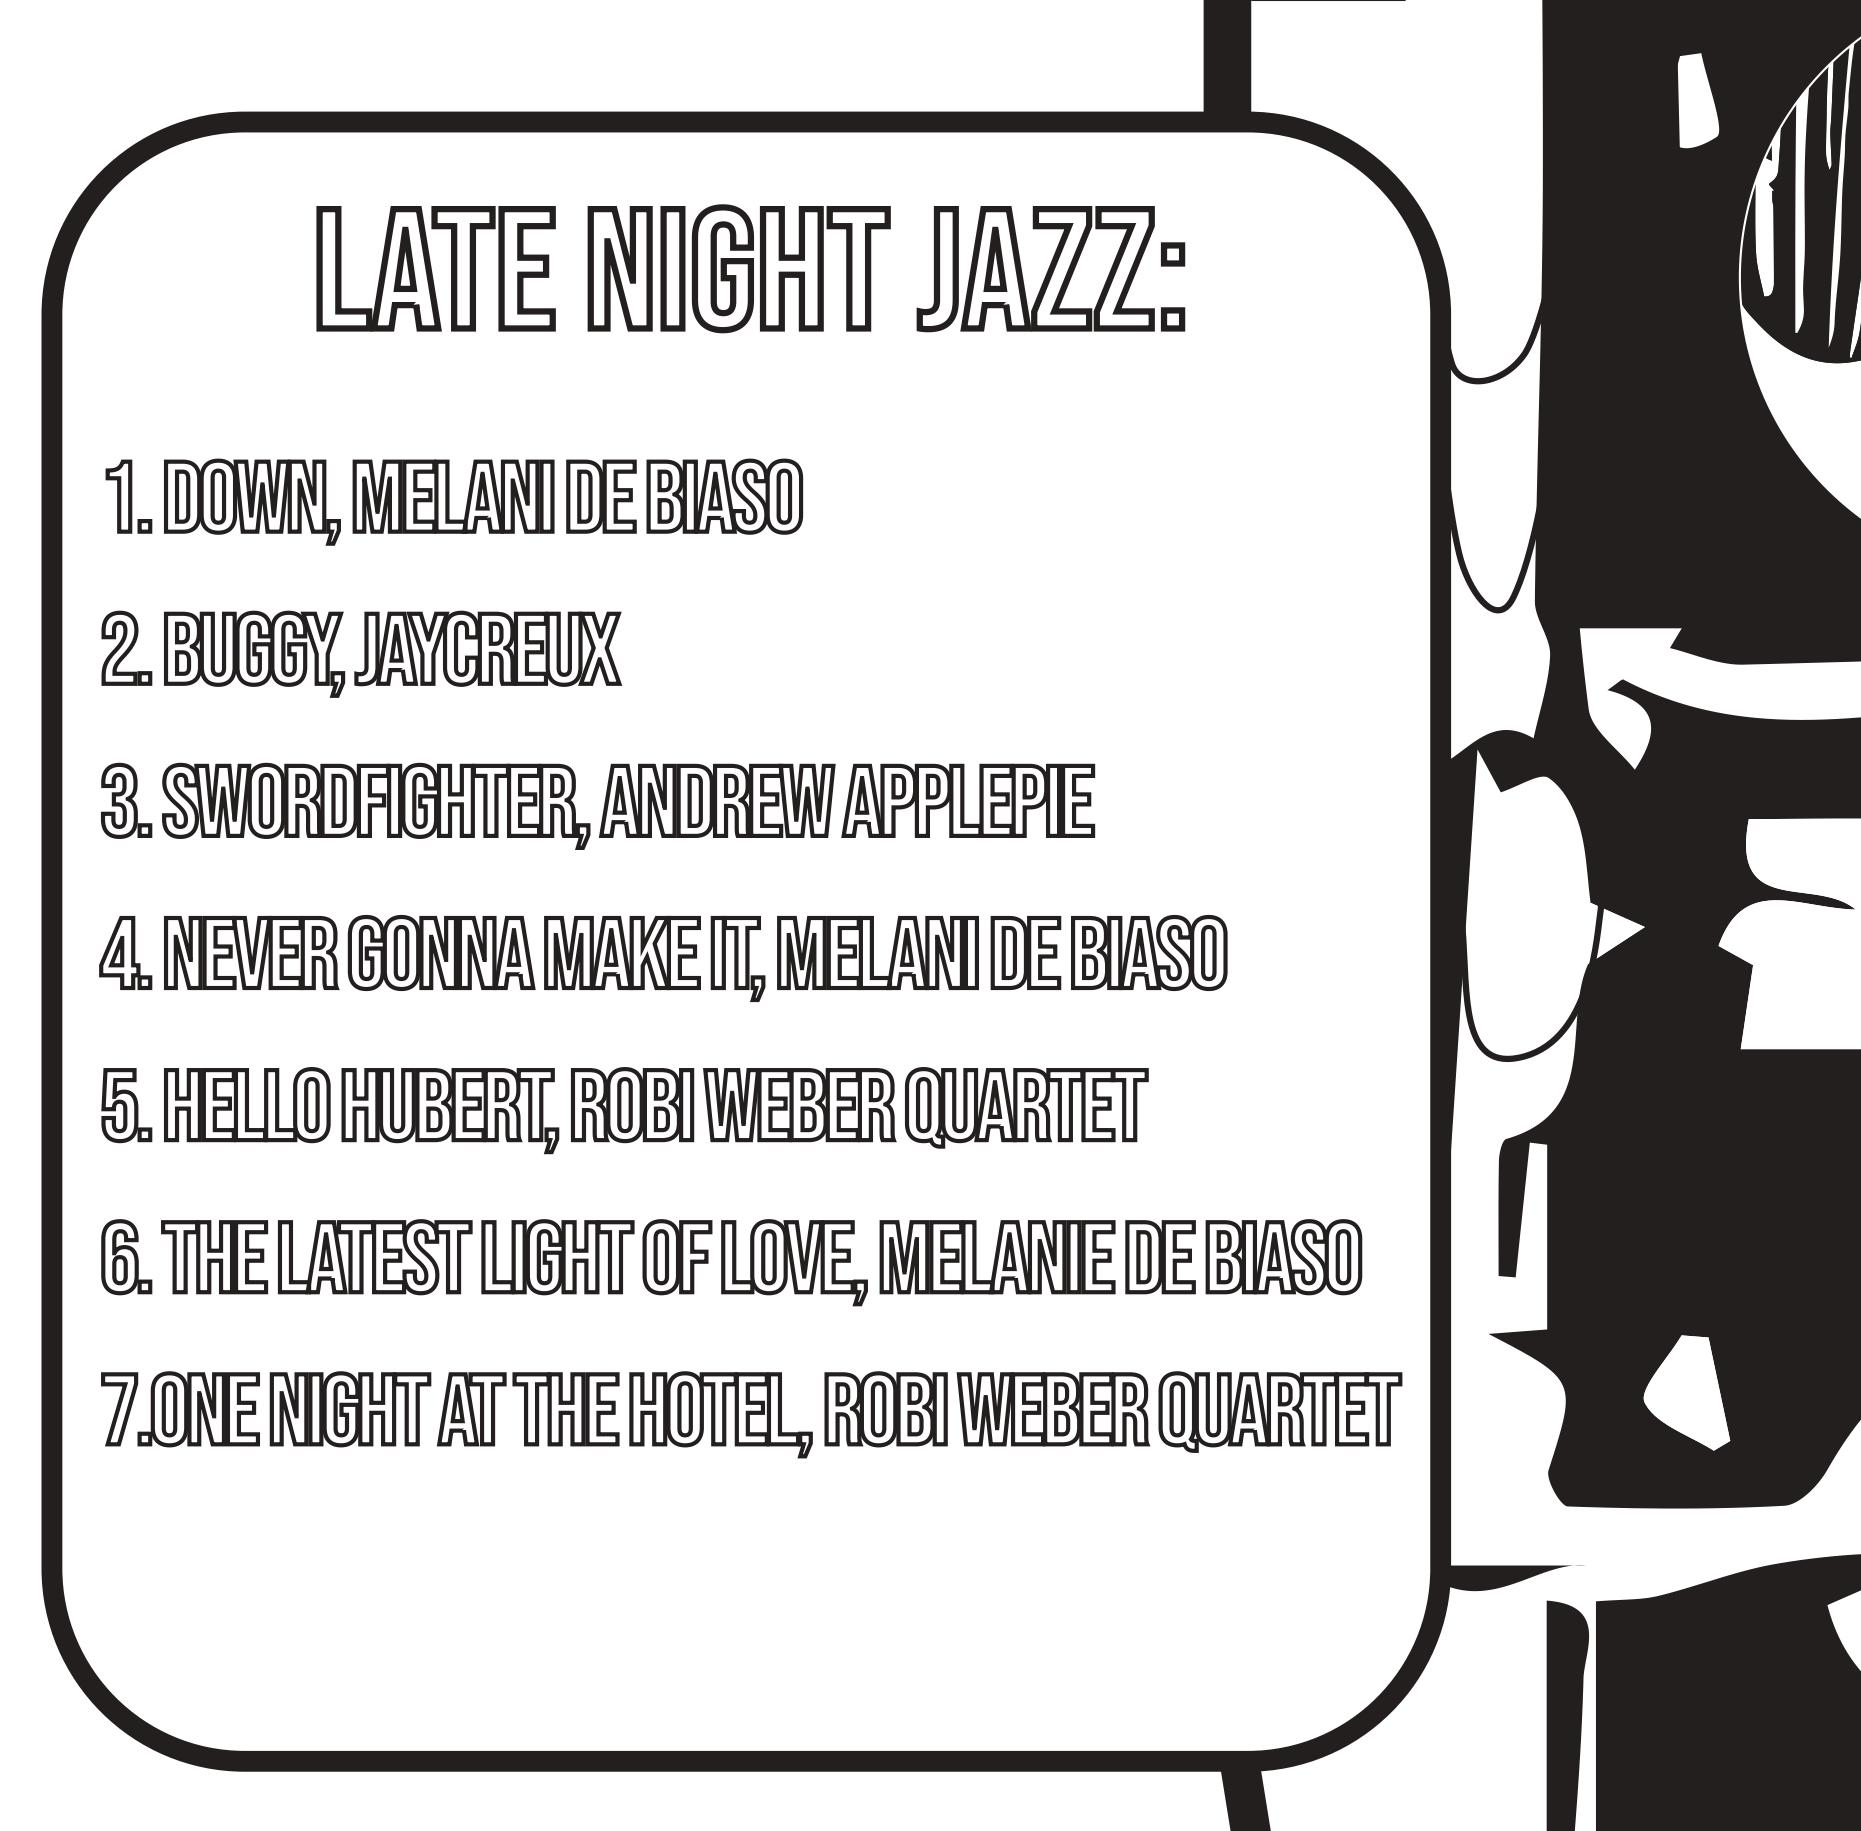 LATE NIGHT JAZZ:
1. DOWN, MELANI DE BIASO
2. BUGGY, JAYCREUX
3. SWORDFIGHTER, ANDREW APPLEPIE
4. NEVER GONNA MAKE IT, MELANI DE BIASO
5. HELLO HUBERT, ROBI WEBER QUARTET
6. THE LATEST LIGHT OF LOVE, MELANIE DE BIASO
7.ONE NIGHT AT THE HOTEL, ROBI WEBER QUARTET